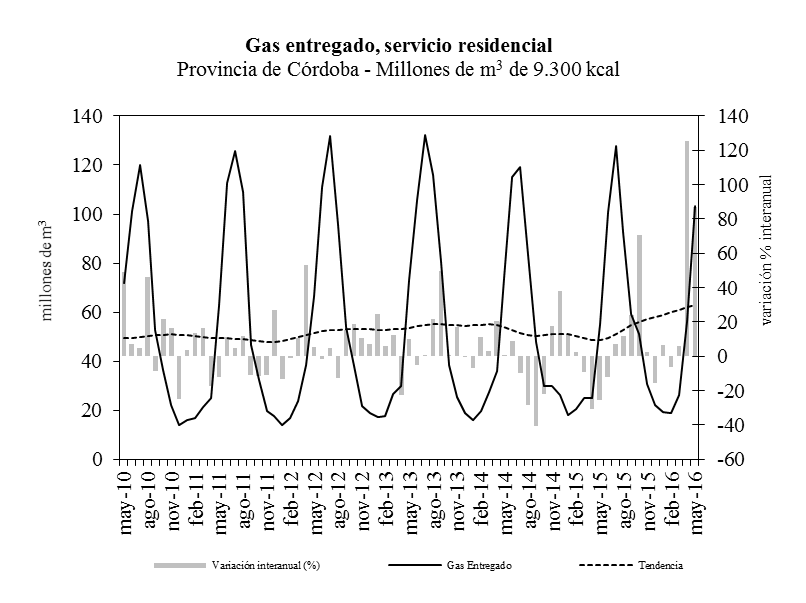 Gas entregado, servicio residencial
Provincia de Córdoba - Millones de m³ de 9.300 kcal
140
120
100
80
60
40
20
0
millones de m³
140
120
100
80
60
40
20
0
-20
-40
-60
variación % interanual
may-10
ago-10
nov-10
feb-11
may-11
ago-11
nov-11
feb-12
may-12
ago-12
nov-12
feb-13
may-13
ago-13
nov-13
feb-14
may-14
ago-14
nov-14
feb-15
may-15
ago-15
nov-15
feb-16
may-16
Variación interanual (%)
Gas Entregado
Tendencia